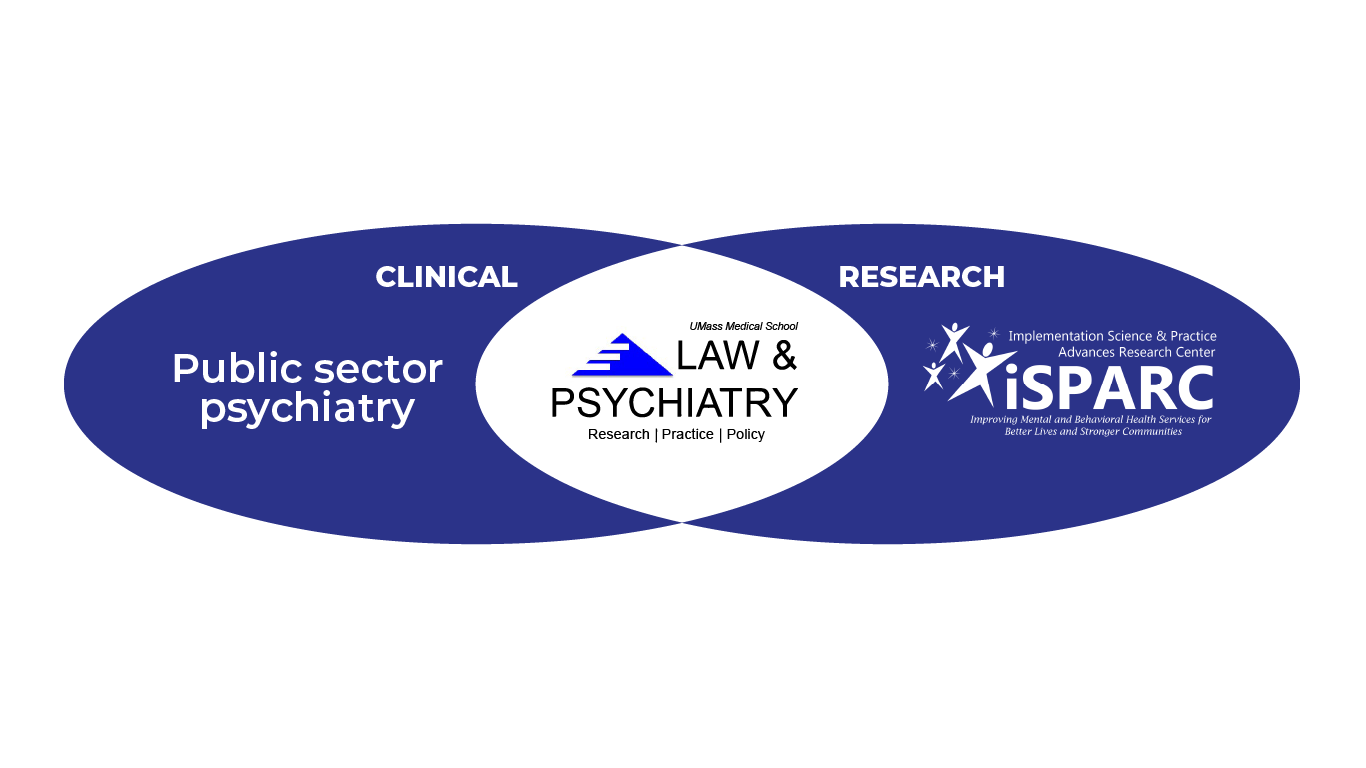 CLINICAL
Public sector
psychiatry
UMass Medical School
LAW &
PSYCHIATRY
Research | Practice | Policy
RESEARCH
Implementation Science & Practice
Advances Research Center
iSPARC
Improving Mental and Behavioral Health Services for
Better Lives and Stronger Communities